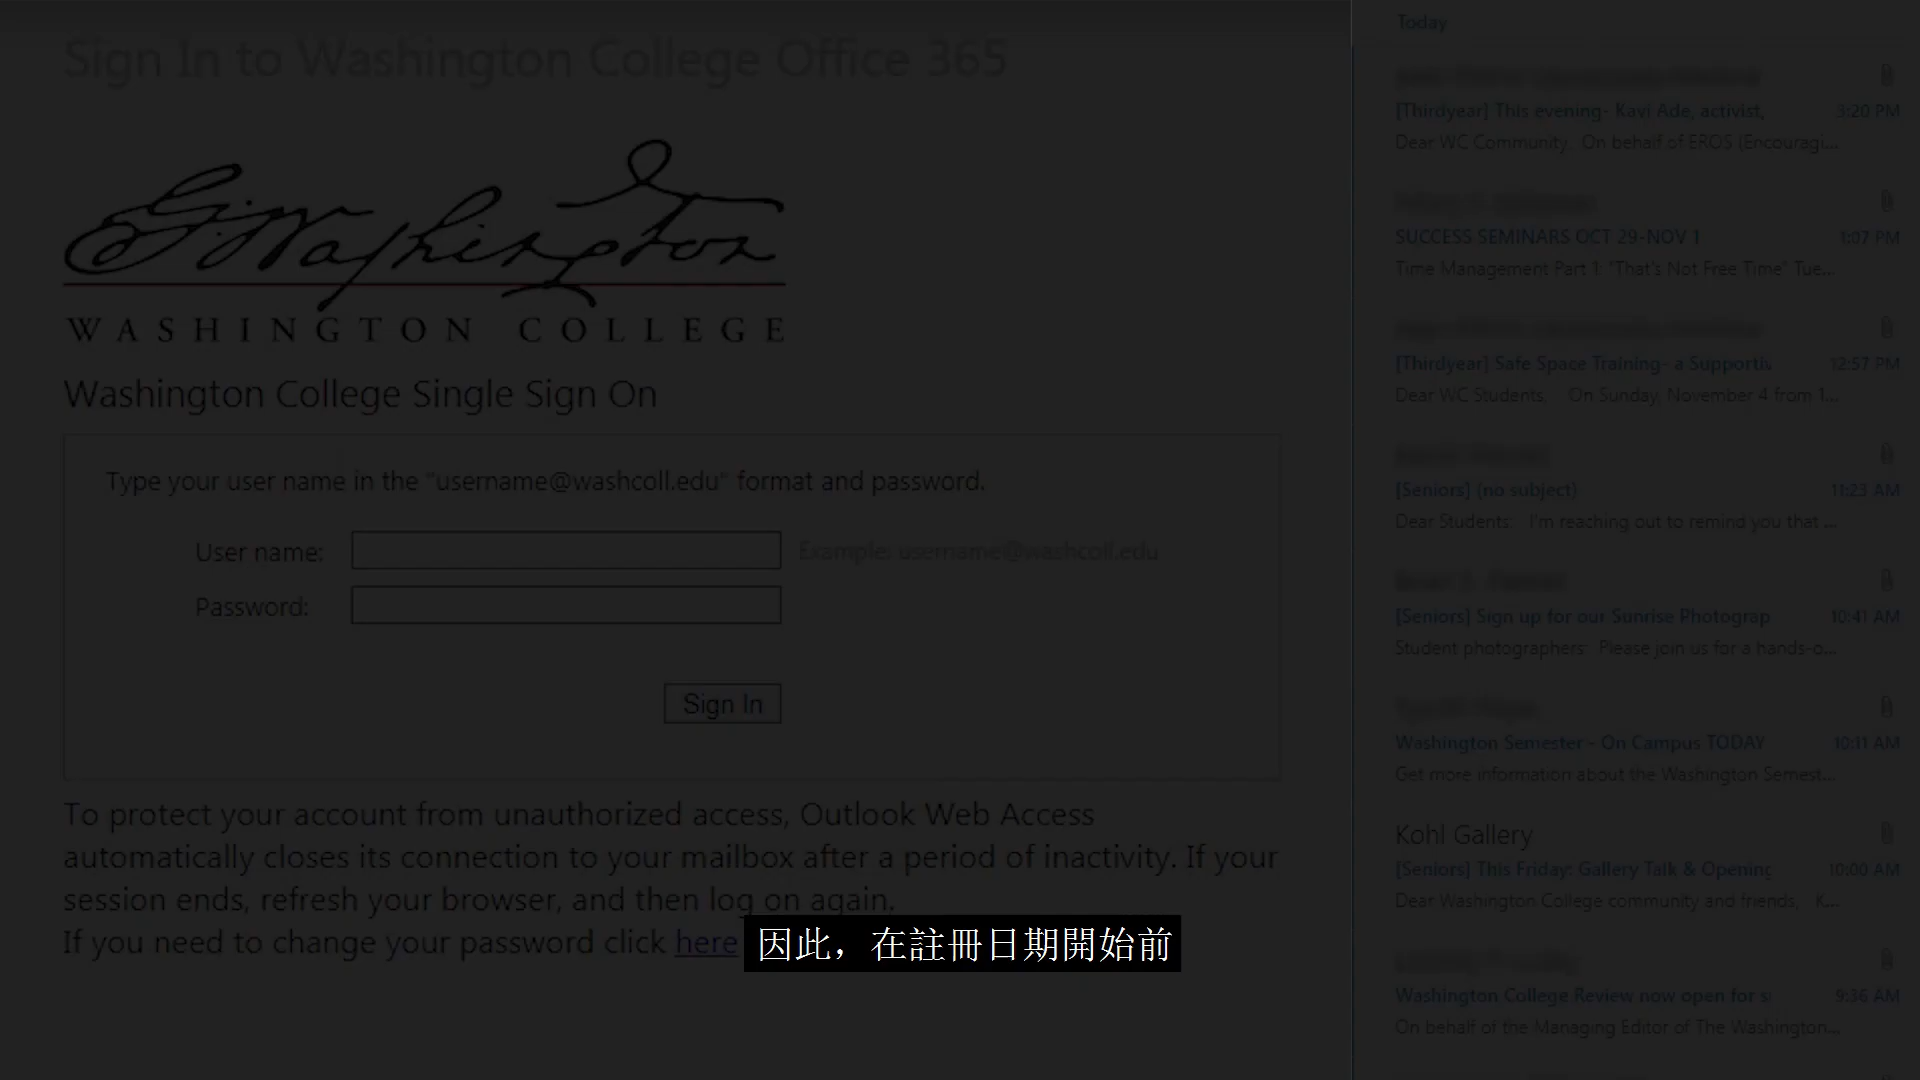 Sign In to Washington College Office 365
G Washington
WASHINGTON COLLEGE
Washington College Single Sign On
Type your user name in the "username@washcoll.edu" format and password.
User name:
Example: username@washcoll.edu
Password:
Sign In
To protect your account from unauthorized access, Outlook Web Access
automatically closes its connection to your mailbox after a period of inactivity. If your
session ends, refresh your browser, and then log on again.
If you need to change your password click here
因此，在註冊日期開始前
Today
[Thirdyear] This evening- Kavi Ade, activist,
3:20 PM
Dear WC Community, On behalf of EROS (Encouragi...
SUCCESS SEMINARS OCT 29-NOV 1
1:07 PM
Time Management Part 1: "That's Not Free Time" Tue...
[Thirdyear] Safe Space Training- a Supportiv
12:57 PM
Dear WC Students, On Sunday, November 4 from 1...
[Seniors] (no subject)
11:23 AM
Dear Students: I'm reaching out to remind you that ...
[Seniors] Sign up for our Sunrise Photograp
10:41 AM
Student photographers: Please join us for a hands-o...
Washington Semester - On Campus TODAY
10:11 AM
Get more information about the Washington Semest...
Kohl Gallery
[Seniors] This Friday: Gallery Talk & Opening
10:00 AM
Dear Washington College community and friends, K...
Washington College Review now open for s
9:36 AM
On behalf of the Managing Editor of The Washington...